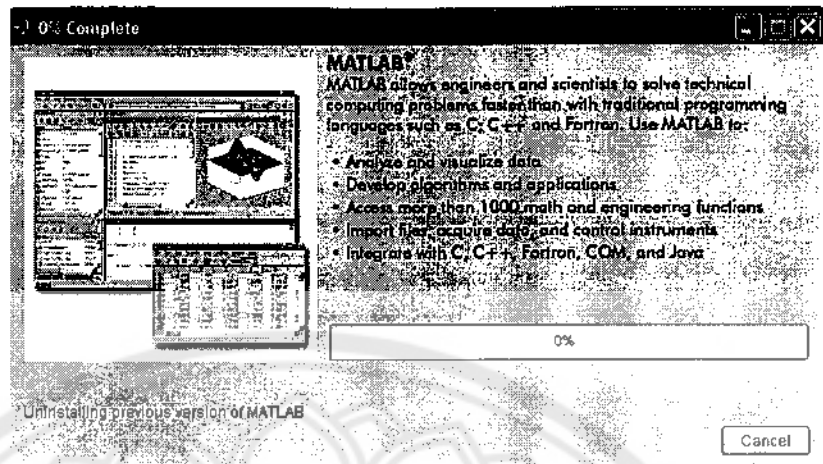 0% Complete
MATLAB®
MATLAB allows engineers and scientists to solve technical
computing problems faster than with traditional programming
languages such as C, C++ and Fortran. Use MATLAB to:
• Analyze and visualize data
• Develop algorithms and applications
• Access more than 1000 math and engineering functions
• Import files, acquire data, and control instruments
• Integrate with C, C++, Fortran, COM, and Java
0%
Uninstalling previous version of MATLAB
Cancel